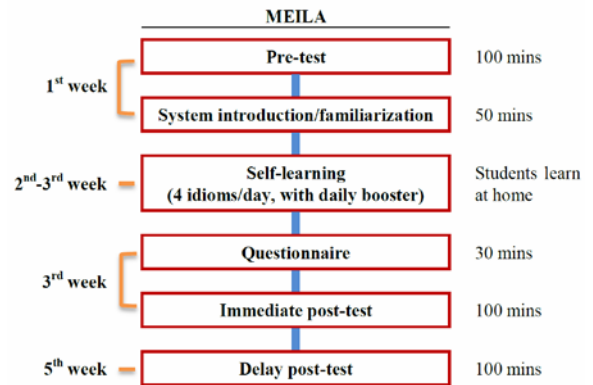 MEILA
Pre-test
100 mins
1st week
System introduction/familiarization
50 mins
2nd-3rd week
Self-learning
(4 idioms/day, with daily booster)
Students learn
at home
Questionnaire
30 mins
3rd week
Immediate post-test
100 mins
5th week
Delay post-test
100 mins